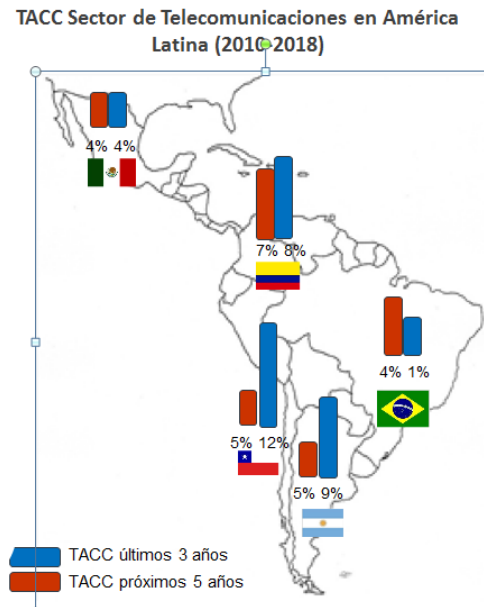 TACC Sector de Telecomunicaciones en América
Latina (2010-2018)
4% 4%
7% 8%
4% 1%
5% 12%
5% 9%
TACC últimos 3 años
TACC próximos 5 años